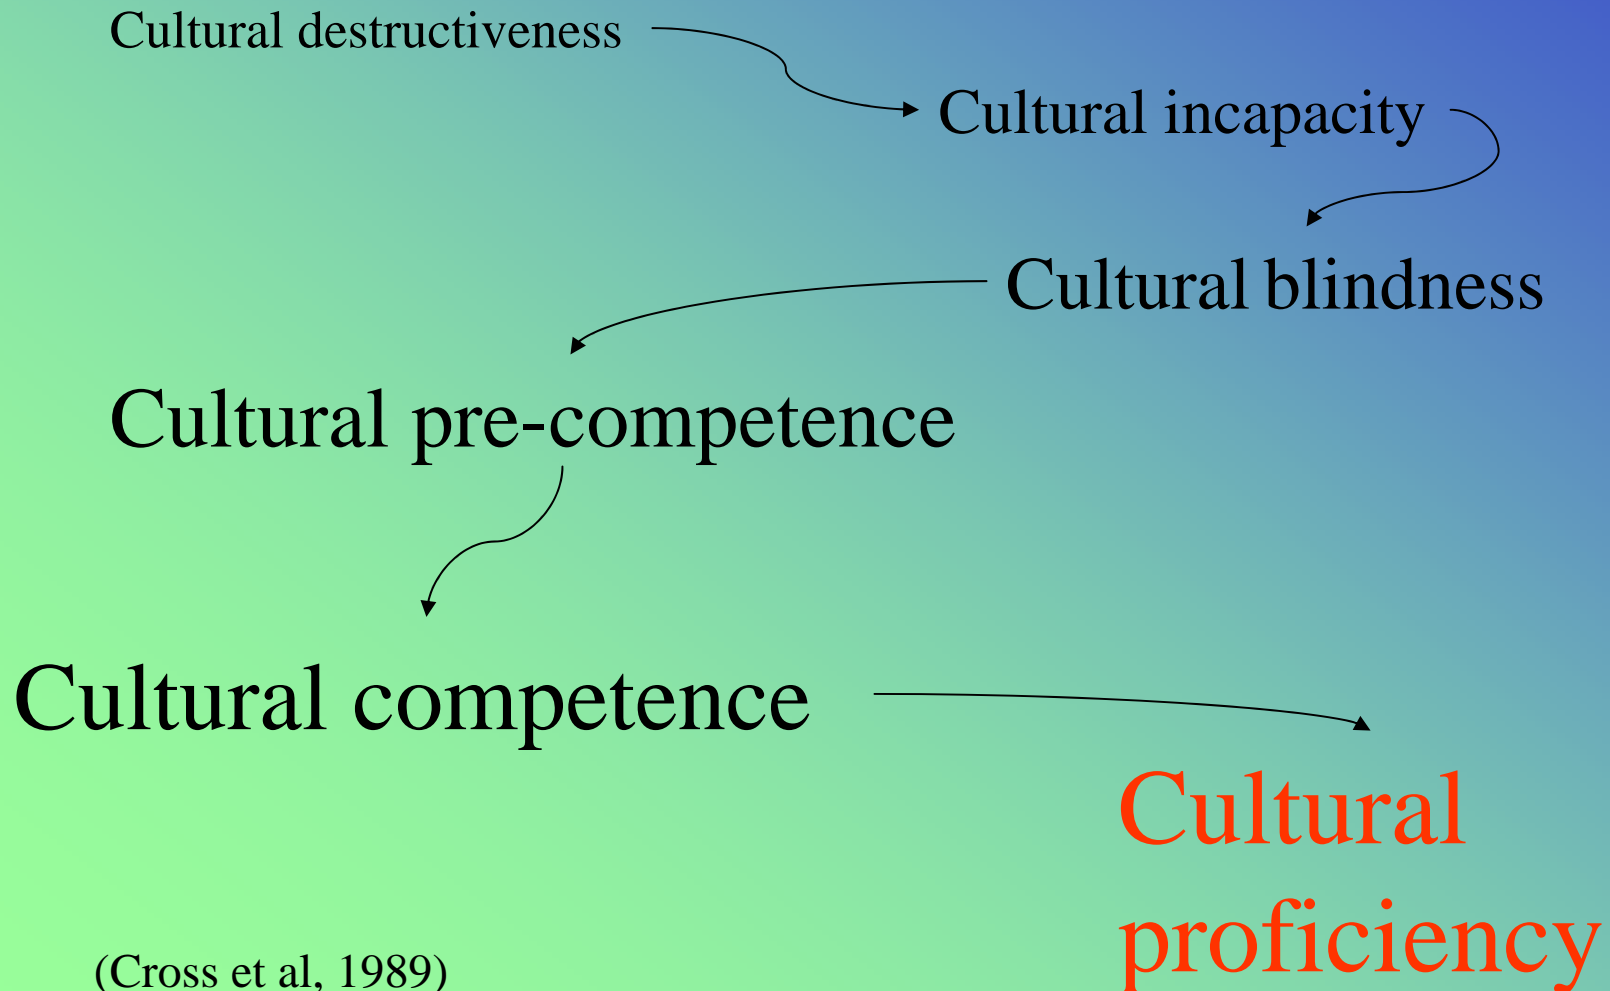 Cultural destructiveness
Cultural incapacity
Cultural blindness
Cultural pre-competence
Cultural competence
Cultural
proficiency
(Cross et al, 1989)